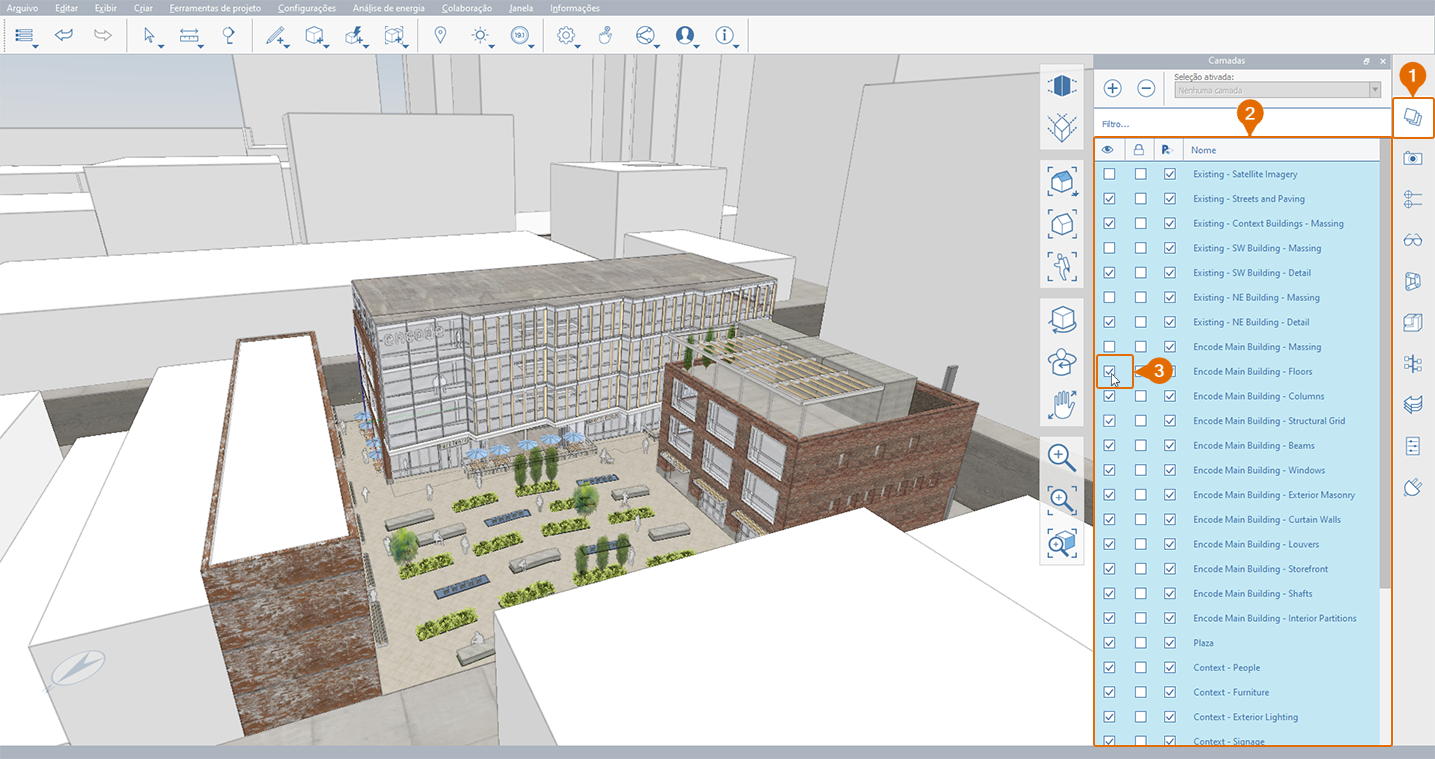 Arquivo Editar Exibir Criar Ferramentas de projeto Configurações Análise de energia Colaboração Janela Informações
19.1
Camadas
Seleção ativada:
Nenhuma camada
Filtro...
1
2
Nome
Existing - Satellite Imagery
Existing - Streets and Paving
Existing - Context Buildings - Massing
Existing - SW Building - Massing
Existing - SW Building - Detail
Existing - NE Building - Massing
Existing - NE Building - Detail
Encode Main Building - Massing
3
Encode Main Building - Floors
Encode Main Building - Columns
Encode Main Building - Structural Grid
Encode Main Building - Beams
Encode Main Building - Windows
Encode Main Building - Exterior Masonry
Encode Main Building - Curtain Walls
Encode Main Building - Louvers
Encode Main Building - Storefront
Encode Main Building - Shafts
Encode Main Building - Interior Partitions
Plaza
Context - People
Context - Furniture
Context - Exterior Lighting
Context - Signage